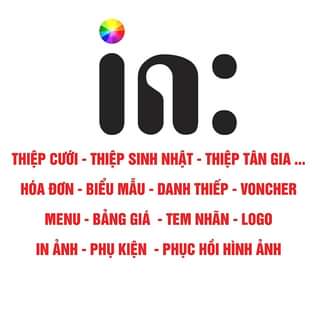 in:
THIỆP CƯỚI - THIỆP SINH NHẬT - THIỆP TÂN GIA ...
HÓA ĐƠN - BIỂU MẪU - DANH THIẾP - VONCHER
MENU - BẢNG GIÁ - TEM NHÃN - LOGO
IN ẢNH - PHỤ KIỆN - PHỤC HỒI HÌNH ẢNH